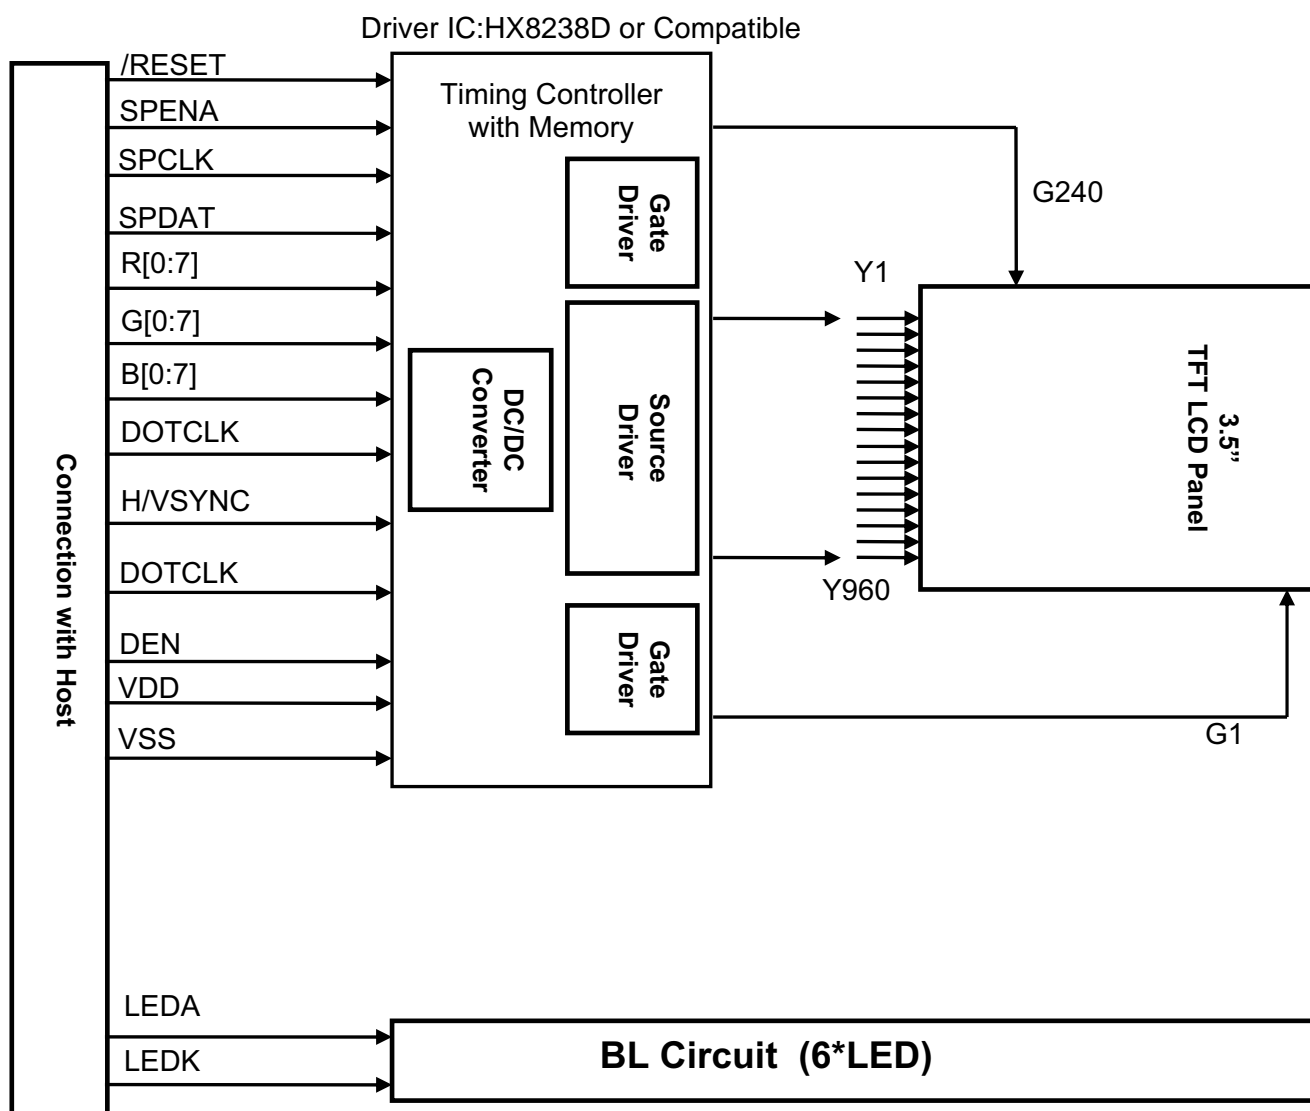 Driver IC:HX8238D or Compatible
/RESET
SPENA
SPCLK
SPDAT
R[0:7]
G[0:7]
B[0:7]
DOTCLK
H/VSYNC
DOTCLK
DEN
VDD
VSS
Connection with Host
Timing Controller
with Memory
Gate
Driver
DC/DC
Converter
Source
Driver
Gate
Driver
G240
Y1
Y960
3.5”
TFT LCD Panel
G1
LEDA
LEDK
BL Circuit (6*LED)